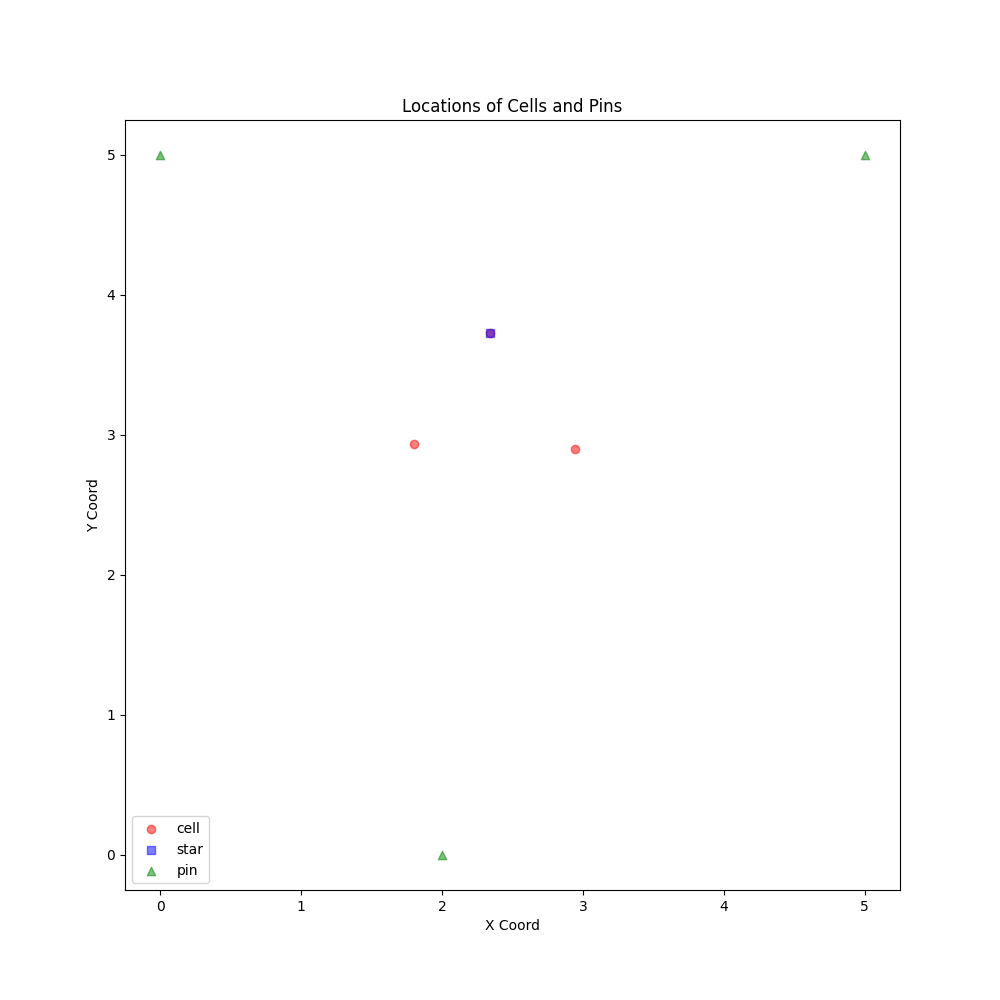 Locations of Cells and Pins
5
4
3
2
1
0
Y Coord
cell
star
pin
0 1 2 3 4 5
X Coord